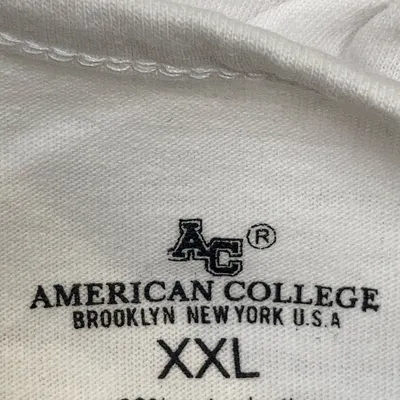 AC®
AMERICAN COLLEGE
BROOKLYN NEW YORK U.S.A
XXL